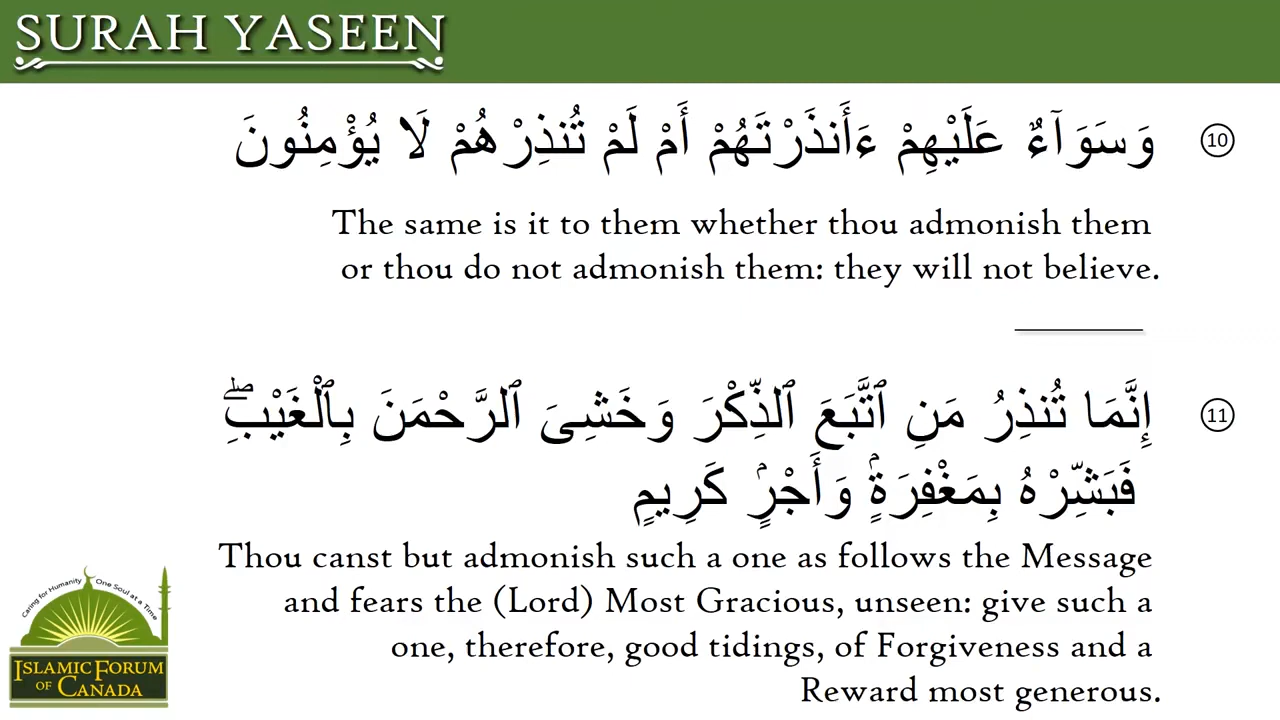 SURAH YASEEN
وَسَوَآءٌ عَلَيْهِمْ ءَأَنذَرْتَهُمْ أَمْ لَمْ تُنذِرْهُمْ لَا يُؤْمِنُونَ
10
The same is it to them whether thou admonish them
or thou do not admonish them: they will not believe.
إِنَّمَا تُنذِرُ مَنِ ٱتَّبَعَ ٱلذِّكْرَ وَخَشِىَ ٱلرَّحْمَنَ بِٱلْغَيْبِۖ
11
فَبَشِّرْهُ بِمَغْفِرَةٍۢ وَأَجْرٍۢ كَرِيمٍ
Thou canst but admonish such a one as follows the Message
and fears the (Lord) Most Gracious, unseen: give such a
one, therefore, good tidings, of Forgiveness and a
Reward most generous.
Caring for Humanity One Soul at a Time
ISLAMIC FORUM
OF CANADA